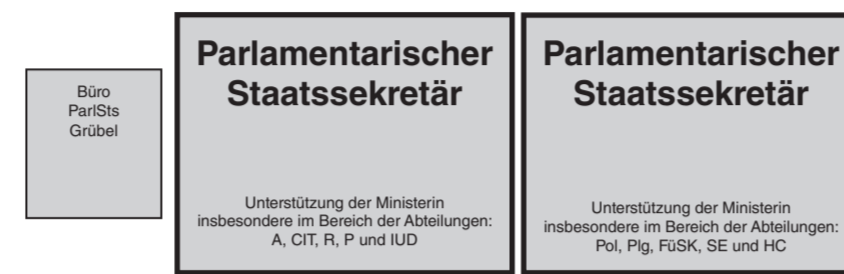 Büro
ParlSts
Grübel
Parlamentarischer
Staatssekretär
Unterstützung der Ministerin
insbesondere im Bereich der Abteilungen:
A, CIT, R, P und IUD
Parlamentarischer
Staatssekretär
Unterstützung der Ministerin
insbesondere im Bereich der Abteilungen:
Pol, Plg, FüSK, SE und HC